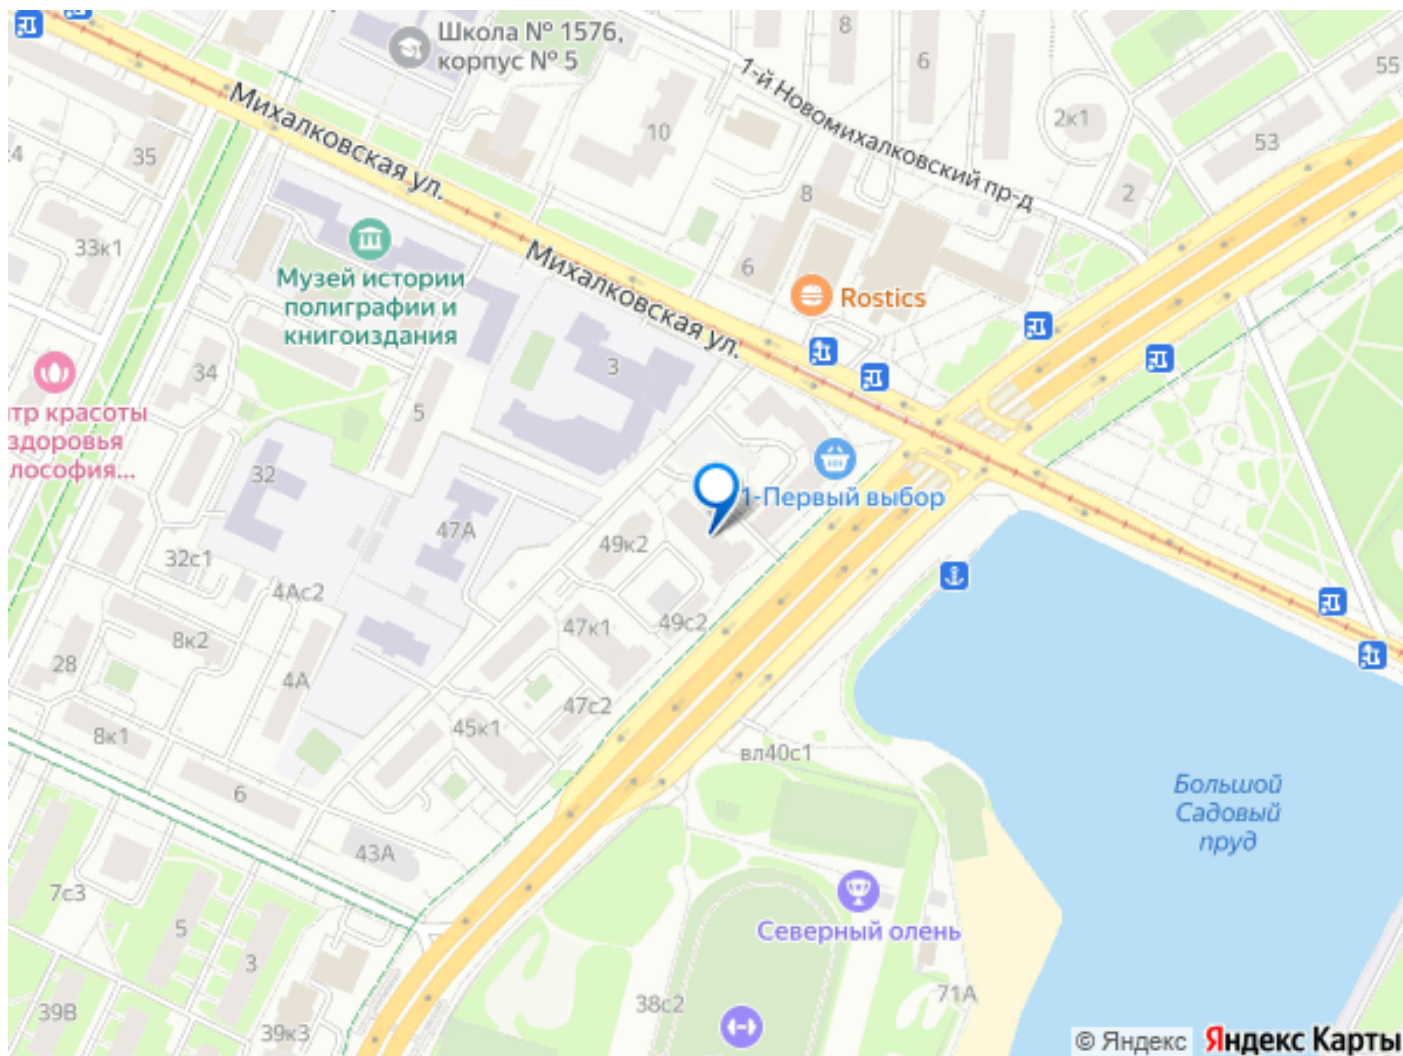 Школа № 1576,
корпус № 5
8
6
55
1-й Новомихалковский пр-д
2к1
53
10
35
4
Михалковская ул.
8
2
33к1
Музей истории
полиграфии и
книгоиздания
Михалковская ул.
6
Rostics
34
3
5
тр красоты
здоровья
лософия...
32
1-Первый выбор
47А
49к2
32с1
4Ас2
8к2
47к1
49с2
28
4А
47с2
45к1
8к1
вл40с1
6
Большой
Садовый
пруд
43А
7с3
5
3
Северный олень
39В
39к3
38с2
71А
© Яндекс Яндекс Карты